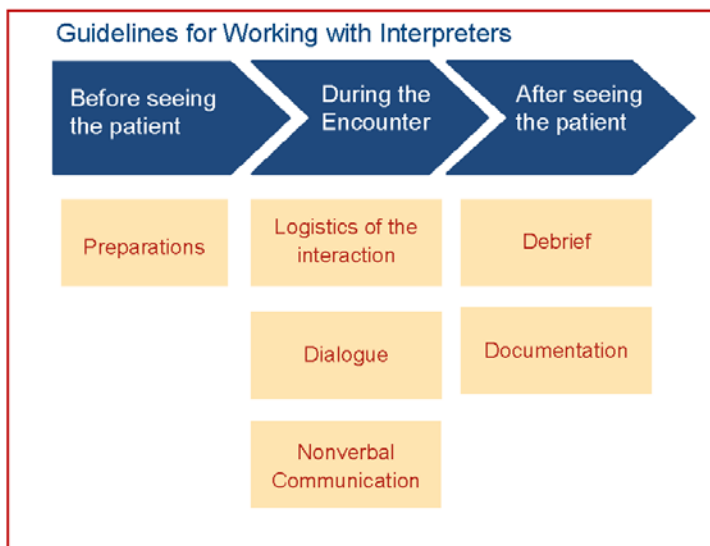 Guidelines for Working with Interpreters
Before seeing
the patient
During the
Encounter
After seeing
the patient
Preparations
Logistics of the
interaction
Debrief
Dialogue
Documentation
Nonverbal
Communication